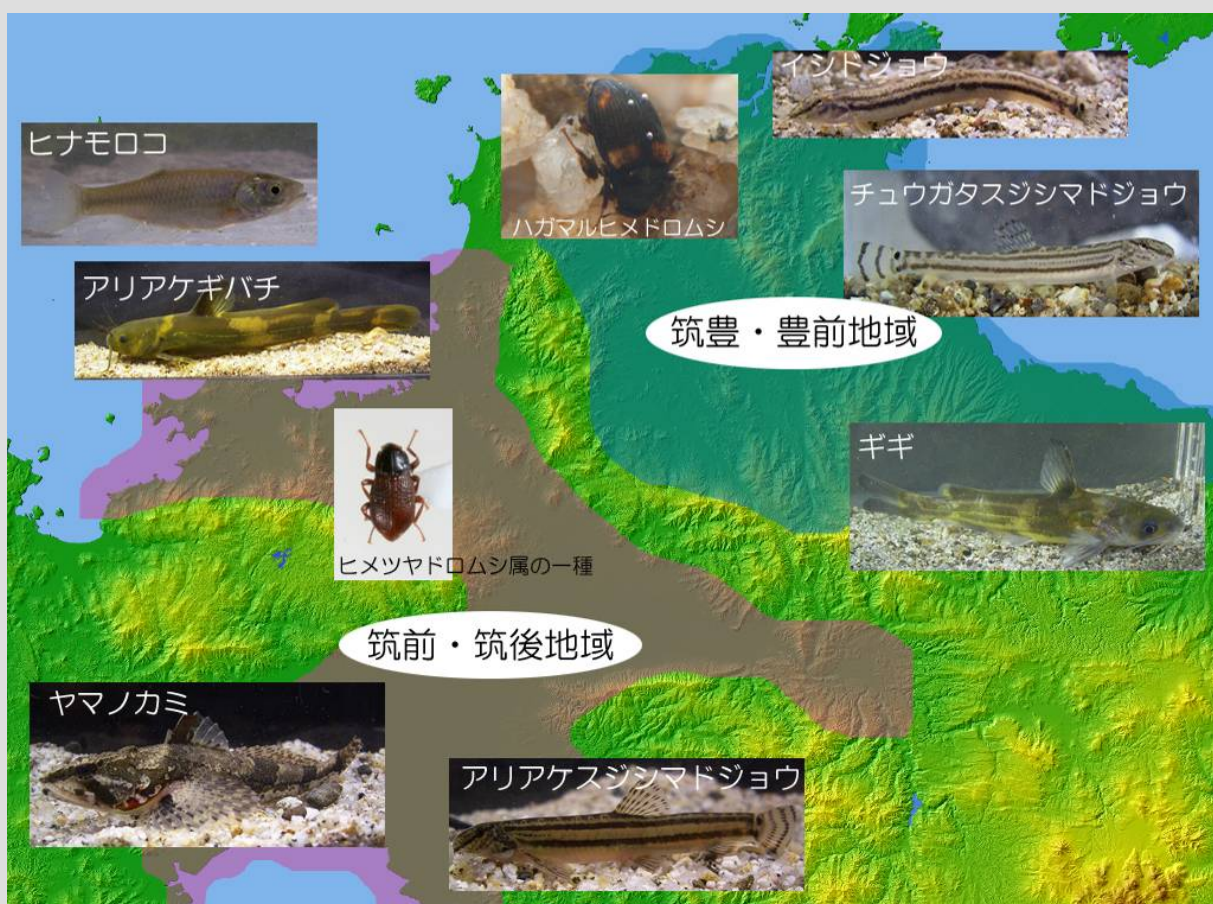 イシドジョウ
ヒナモロコ
チュウガタスジシマドジョウ
ハガマルヒメドロムシ
アリアケギバチ
筑豊・豊前地域
ギギ
ヒメツヤドロムシ属の一種
筑前・筑後地域
ヤマノカミ
アリアケスジシマドジョウ